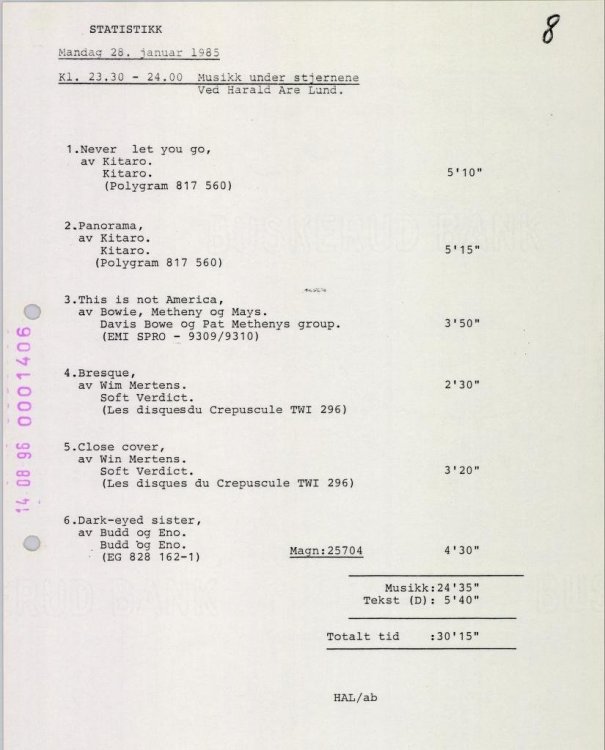 8
STATISTIKK
Mandag 28. januar 1985
Kl. 23.30 - 24.00 Musikk under stjernene
Ved Harald Are Lund.
1.Never let you go,
av Kitaro.
Kitaro. 5'10"
(Polygram 817 560)
2.Panorama,
av Kitaro.
Kitaro. 5'15"
(Polygram 817 560)
3.This is not America,
av Bowie, Metheny og Mays.
Davis Bowe og Pat Methenys group. 3'50"
(EMI SPRO - 9309/9310)
4.Bresque,
av Wim Mertens. 2'30"
Soft Verdict.
(Les disquesdu Crepuscule TWI 296)
5.Close cover,
av Win Mertens.
Soft Verdict. 3'20"
(Les disques du Crepuscule TWI 296)
6.Dark-eyed sister,
av Budd og Eno.
Budd og Eno.
(EG 828 162-1) Magn:25704 4'30"
Musikk:24'35"
Tekst (D): 5'40"
Totalt tid :30'15"
HAL/ab
14 08 96 0001406